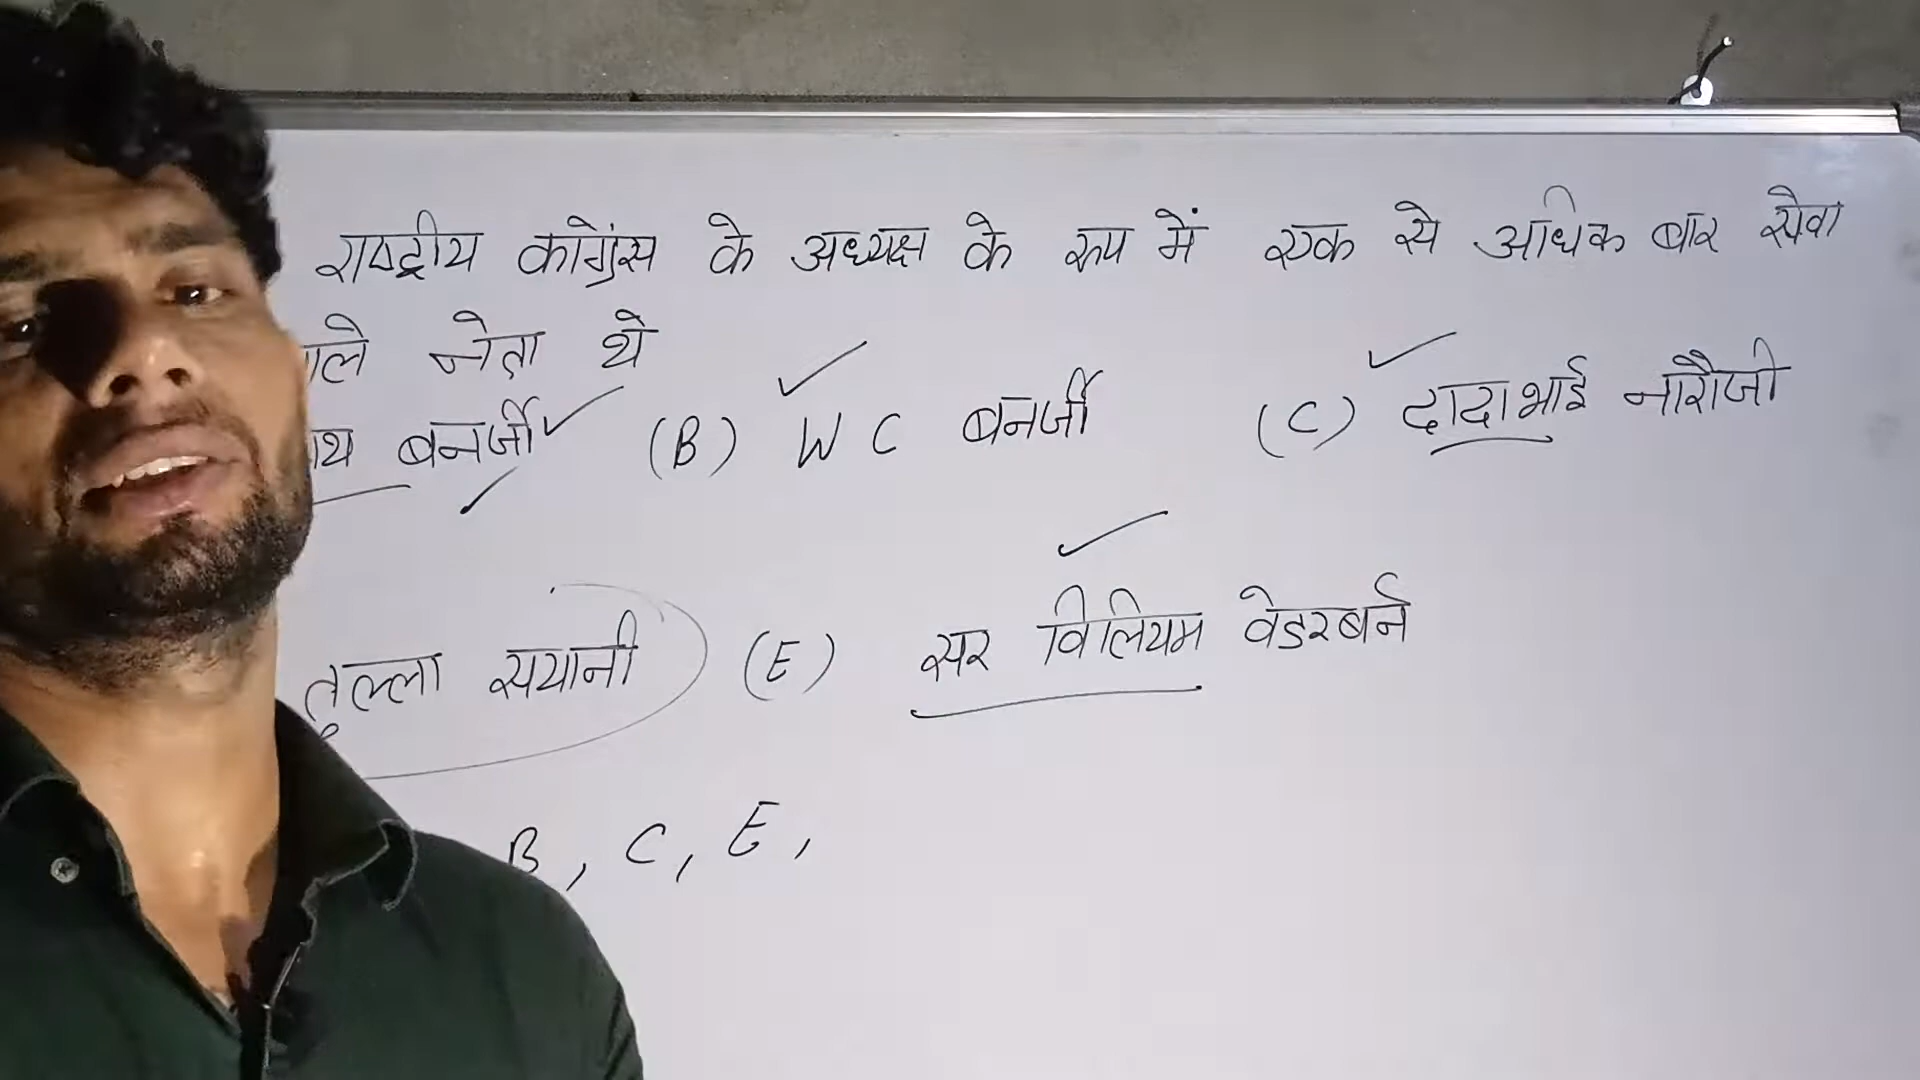 राष्ट्रीय कांग्रेस के अध्यक्ष के रूप में एक से अधिक बार सेवा
नेता थे
बनर्जी (B) W C बनर्जी (C) दादाभाई नारौजी
सयानी (E) सर विलियम वेडरबर्न
B, C, E,